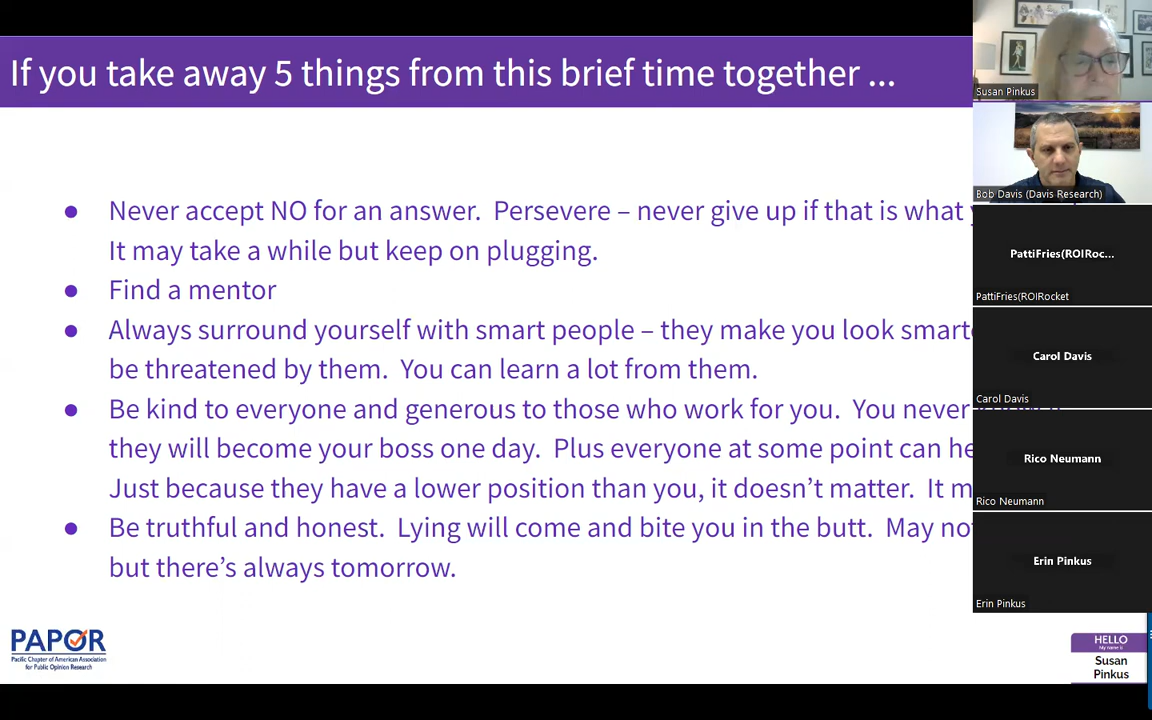 If you take away 5 things from this brief time together ...
● Never accept NO for an answer. Persevere – never give up if that is what
It may take a while but keep on plugging.
● Find a mentor
● Always surround yourself with smart people – they make you look
be threatened by them. You can learn a lot from them.
● Be kind to everyone and generous to those who work for you. You never
they will become your boss one day. Plus everyone at some point can
Just because they have a lower position than you, it doesn't matter. It
● Be truthful and honest. Lying will come and bite you in the butt. May
but there's always tomorrow.
PAPOR
Pacific Chapter of American Association
for Public Opinion Research
Susan Pinkus
Bob Davis (Davis Research)
PattiFries(ROIRoc...
PattiFries(ROIRocket
Carol Davis
Carol Davis
Rico Neumann
Rico Neumann
Erin Pinkus
Erin Pinkus
HELLO
My name is
Susan
Pinkus